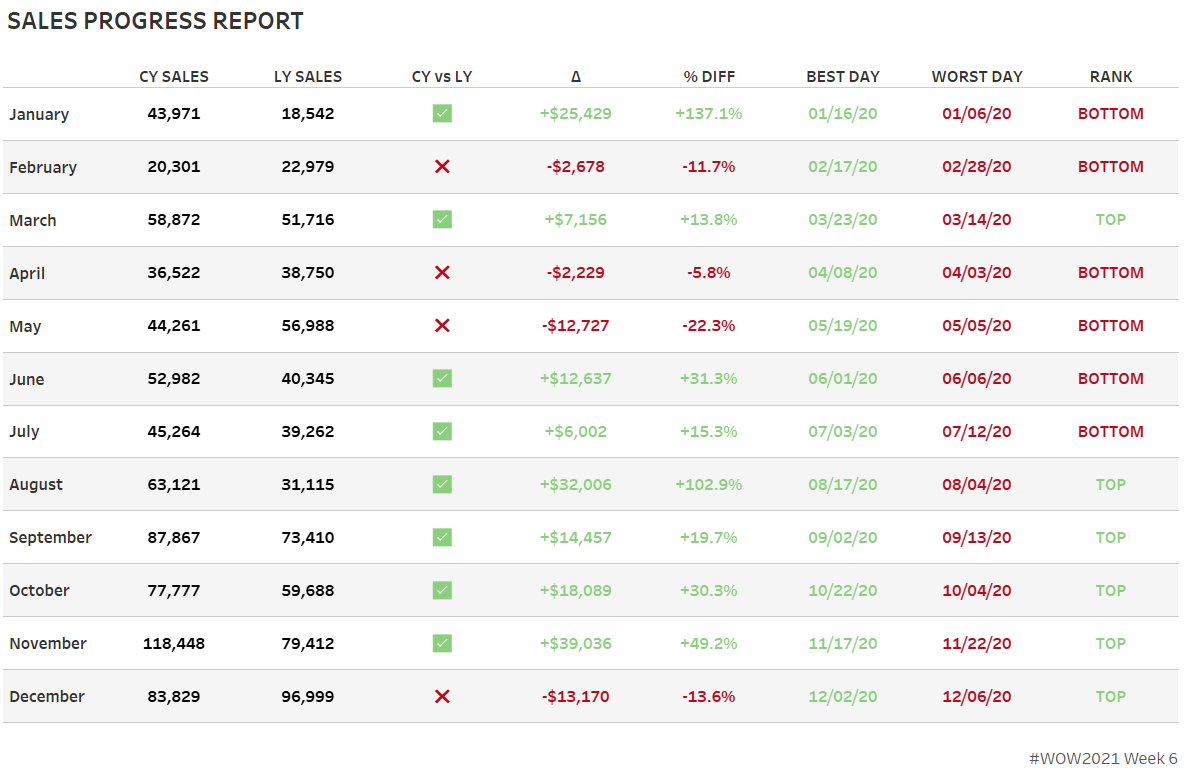 SALES PROGRESS REPORT
CY SALES LY SALES CY vs LY Δ % DIFF BEST DAY WORST DAY RANK
January 43,971 18,542 +$25,429 +137.1% 01/16/20 01/06/20 BOTTOM
February 20,301 22,979 -$2,678 -11.7% 02/17/20 02/28/20 BOTTOM
March 58,872 51,716 +$7,156 +13.8% 03/23/20 03/14/20 TOP
April 36,522 38,750 -$2,229 -5.8% 04/08/20 04/03/20 BOTTOM
May 44,261 56,988 -$12,727 -22.3% 05/19/20 05/05/20 BOTTOM
June 52,982 40,345 +$12,637 +31.3% 06/01/20 06/06/20 BOTTOM
July 45,264 39,262 +$6,002 +15.3% 07/03/20 07/12/20 BOTTOM
August 63,121 31,115 +$32,006 +102.9% 08/17/20 08/04/20 TOP
September 87,867 73,410 +$14,457 +19.7% 09/02/20 09/13/20 TOP
October 77,777 59,688 +$18,089 +30.3% 10/22/20 10/04/20 TOP
November 118,448 79,412 +$39,036 +49.2% 11/17/20 11/22/20 TOP
December 83,829 96,999 -$13,170 -13.6% 12/02/20 12/06/20 TOP
#WOW2021 Week 6